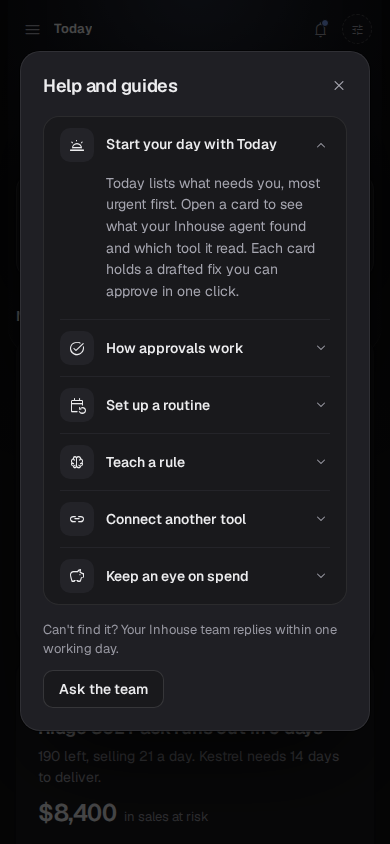 Today
Help and guides
Start your day with Today
Today lists what needs you, most
urgent first. Open a card to see
what your Inhouse agent found
and which tool it read. Each card
holds a drafted fix you can
approve in one click.
How approvals work
Set up a routine
Teach a rule
Connect another tool
Keep an eye on spend
Can't find it? Your Inhouse team replies within one
working day.
Ask the team
190 left, selling 21 a day. Kestrel needs 14 days
to deliver.
$8,400 in sales at risk